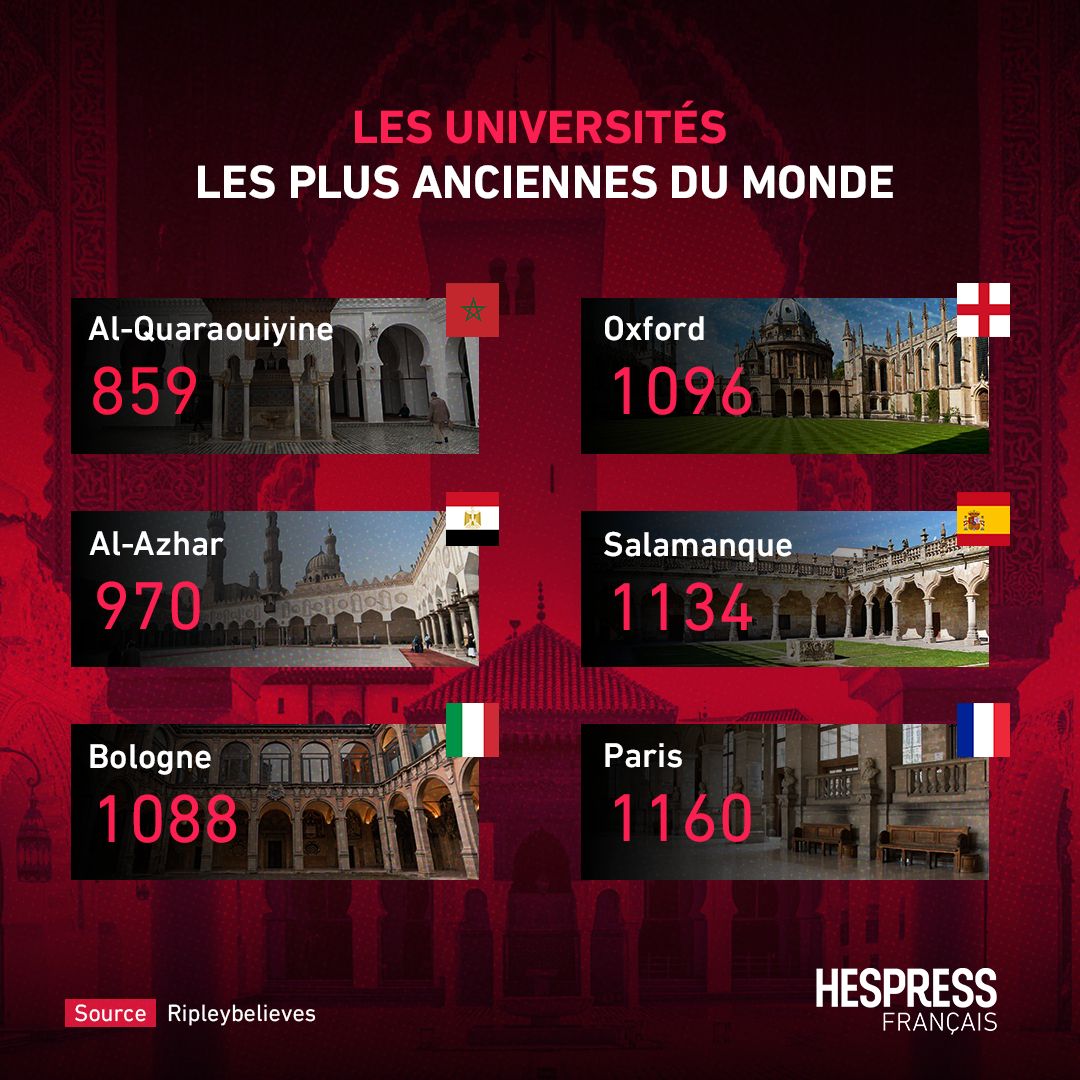 LES UNIVERSITÉS
LES PLUS ANCIENNES DU MONDE
Al-Quaraouiyine
859
Oxford
1096
Al-Azhar
970
Salamanque
1134
Bologne
1088
Paris
1160
Source Ripleybelieves
HESPRESS
FRANÇAIS